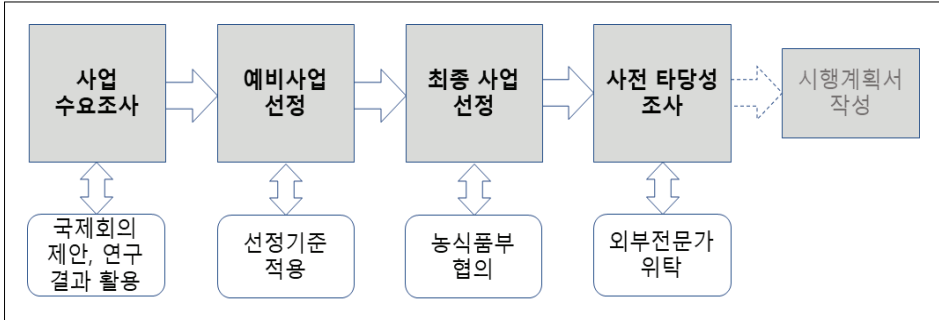 사업
수요조사
예비사업
선정
최종 사업
선정
사전 타당성
조사
시행계획서
작성
국제회의
제안, 연구
결과 활용
선정기준
적용
농식품부
협의
외부전문가
위탁